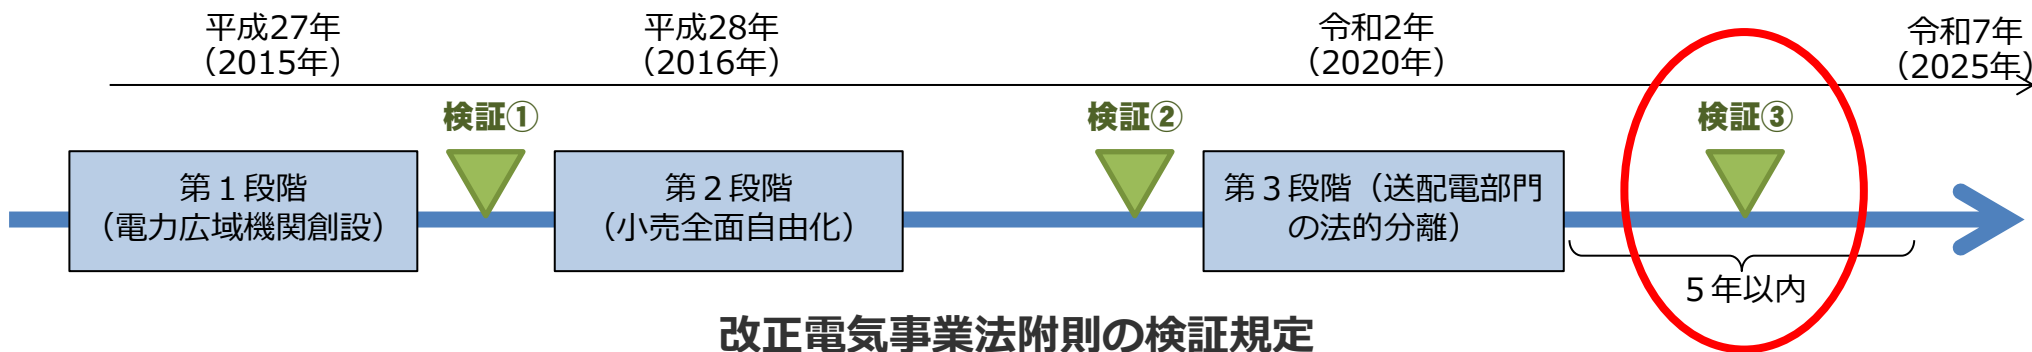 平成27年
（2015年）
平成28年
（2016年）
令和2年
（2020年）
令和7年
（2025年）
検証①
検証②
検証③
第１段階
（電力広域機関創設）
第２段階
（小売全面自由化）
第３段階（送配電部門
の法的分離）
５年以内
改正電気事業法附則の検証規定